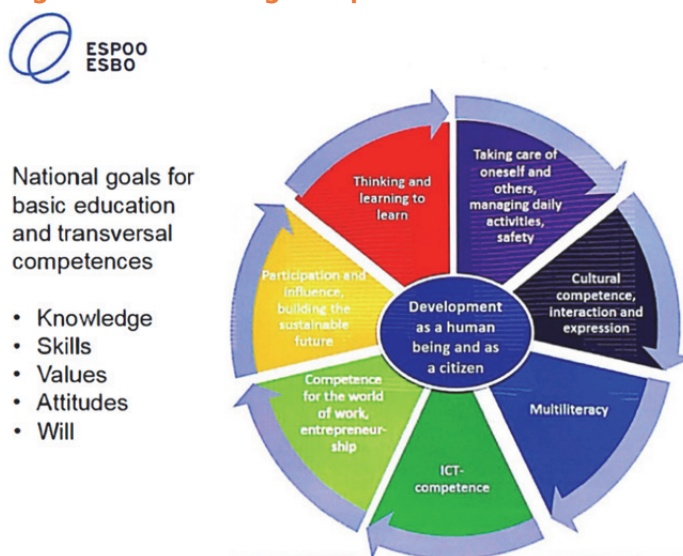 ESPOO
ESBO
National goals for
basic education
and transversal
competences
• Knowledge
• Skills
• Values
• Attitudes
• Will
Thinking and
learning to
learn
Taking care of
oneself and
others,
managing daily
activities,
safety
Cultural
competence,
interaction and
expression
Multiliteracy
ICT-
competence
Competence
for the world
of work,
entrepreneur-
ship
Participation and
influence,
building the
sustainable
future
Development
as a human
being and as
a citizen